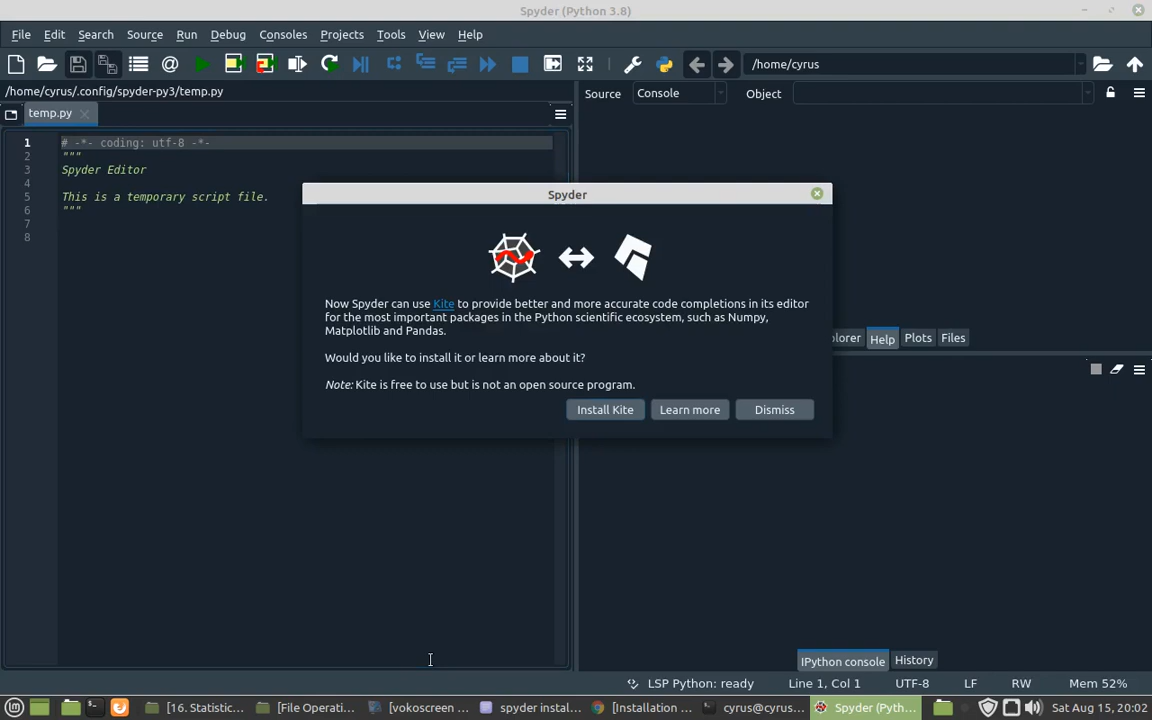 Spyder (Python 3.8)
File Edit Search Source Run Debug Consoles Projects Tools View Help
/home/cyrus
/home/cyrus/.config/spyder-py3/temp.py
Source Console Object
temp.py
1 # -*- coding: utf-8 -*-
2 """
3 Spyder Editor
4
5 This is a temporary script file.
6 """
7
8
Spyder
Now Spyder can use Kite to provide better and more accurate code completions in its editor
for the most important packages in the Python scientific ecosystem, such as Numpy,
Matplotlib and Pandas.
Would you like to install it or learn more about it?
Note: Kite is free to use but is not an open source program.
Install Kite Learn more Dismiss
plorer Help Plots Files
IPython console History
LSP Python: ready Line 1, Col 1 UTF-8 LF RW Mem 52%
[16. Statistic... [File Operati... [vokoscreen ... spyder instal... [Installation ... cyrus@cyrus... Spyder (Pyth... Sat Aug 15, 20:02